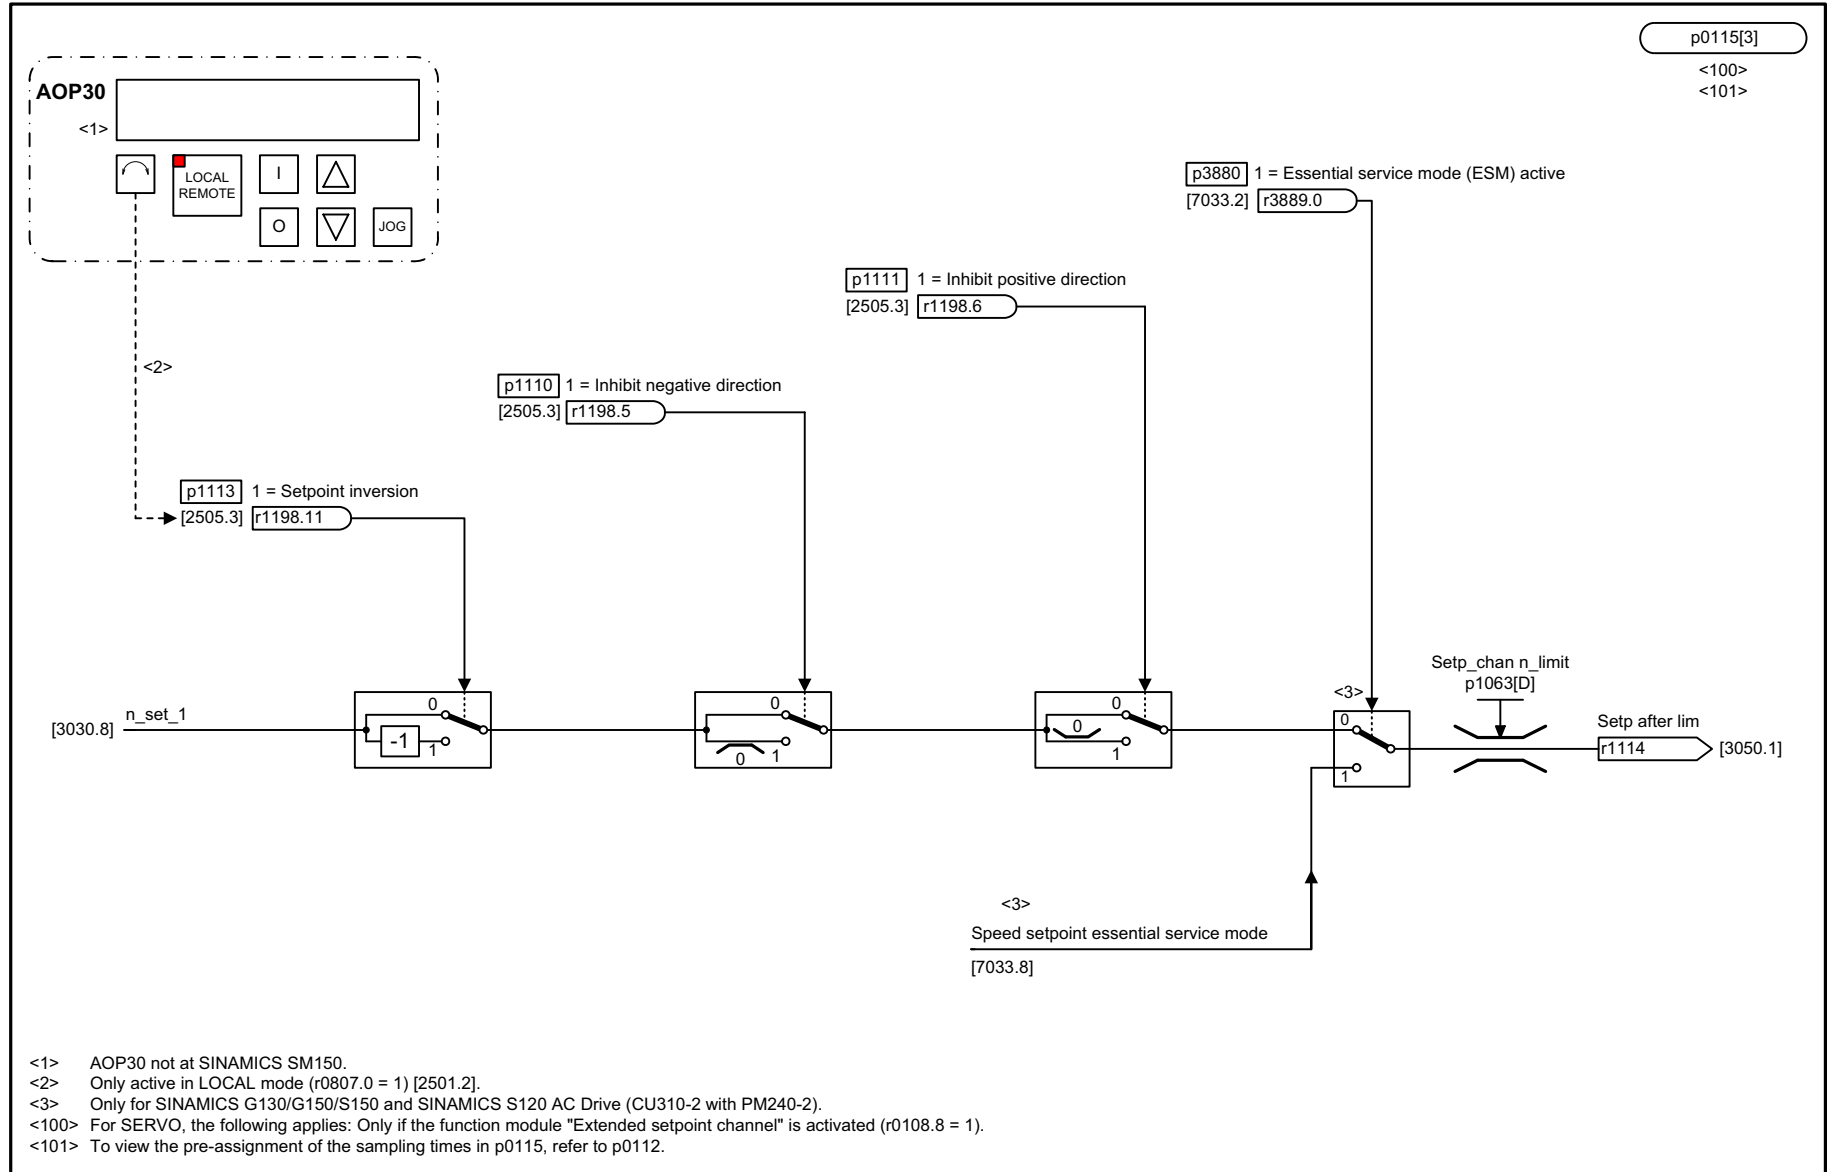 p0115[3]
<100>
<101>
AOP30
<1>
LOCAL
REMOTE
I
O
JOG
p3880 1 = Essential service mode (ESM) active
[7033.2] r3889.0
p1111 1 = Inhibit positive direction
[2505.3] r1198.6
<2>
p1110 1 = Inhibit negative direction
[2505.3] r1198.5
p1113 1 = Setpoint inversion
[2505.3] r1198.11
Setp_chan n_limit
p1063[D]
<3>
[3030.8] n_set_1
0
-1
1
0
0
1
0
0
1
0
1
Setp after lim
r1114 [3050.1]
<3>
Speed setpoint essential service mode
[7033.8]
<1> AOP30 not at SINAMICS SM150.
<2> Only active in LOCAL mode (r0807.0 = 1) [2501.2].
<3> Only for SINAMICS G130/G150/S150 and SINAMICS S120 AC Drive (CU310-2 with PM240-2).
<100> For SERVO, the following applies: Only if the function module "Extended setpoint channel" is activated (r0108.8 = 1).
<101> To view the pre-assignment of the sampling times in p0115, refer to p0112.